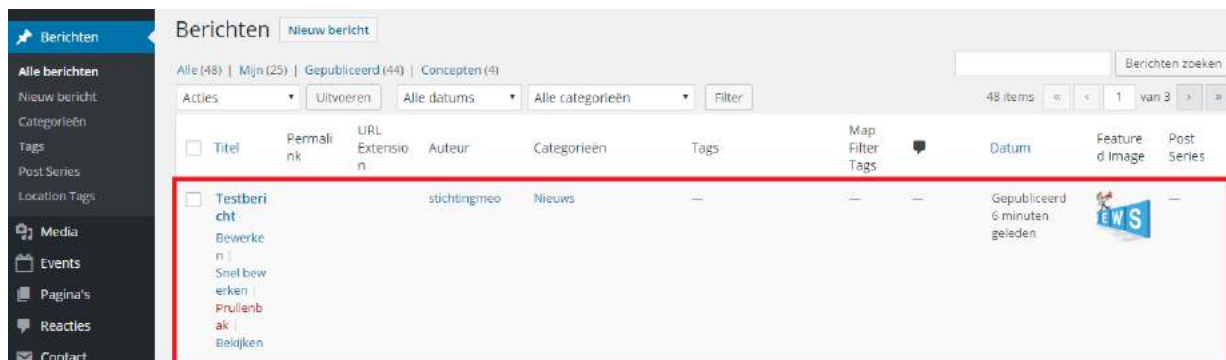 Berichten
Alle berichten
Nieuw bericht
Categorieën
Tags
Post Series
Location Tags
Media
Events
Pagina's
Reacties
Contact
Berichten Nieuw bericht
Alle (48) | Mijn (25) | Gepubliceerd (44) | Concepten (4)
Berichten zoeken
Acties Uitvoeren Alle datums Alle categorieën Filter 48 items « ‹ 1 van 3 › »
Titel Permali
nk URL
Extensio
n Auteur Categorieën Tags Map
Filter
Tags Datum Feature
d Image Post
Series
Testberi
cht stichtingmeo Nieuws — — — Gepubliceerd
6 minuten
geleden EWS —
Bewerke
n |
Snel bew
erken |
Prullenb
ak |
Bekijken